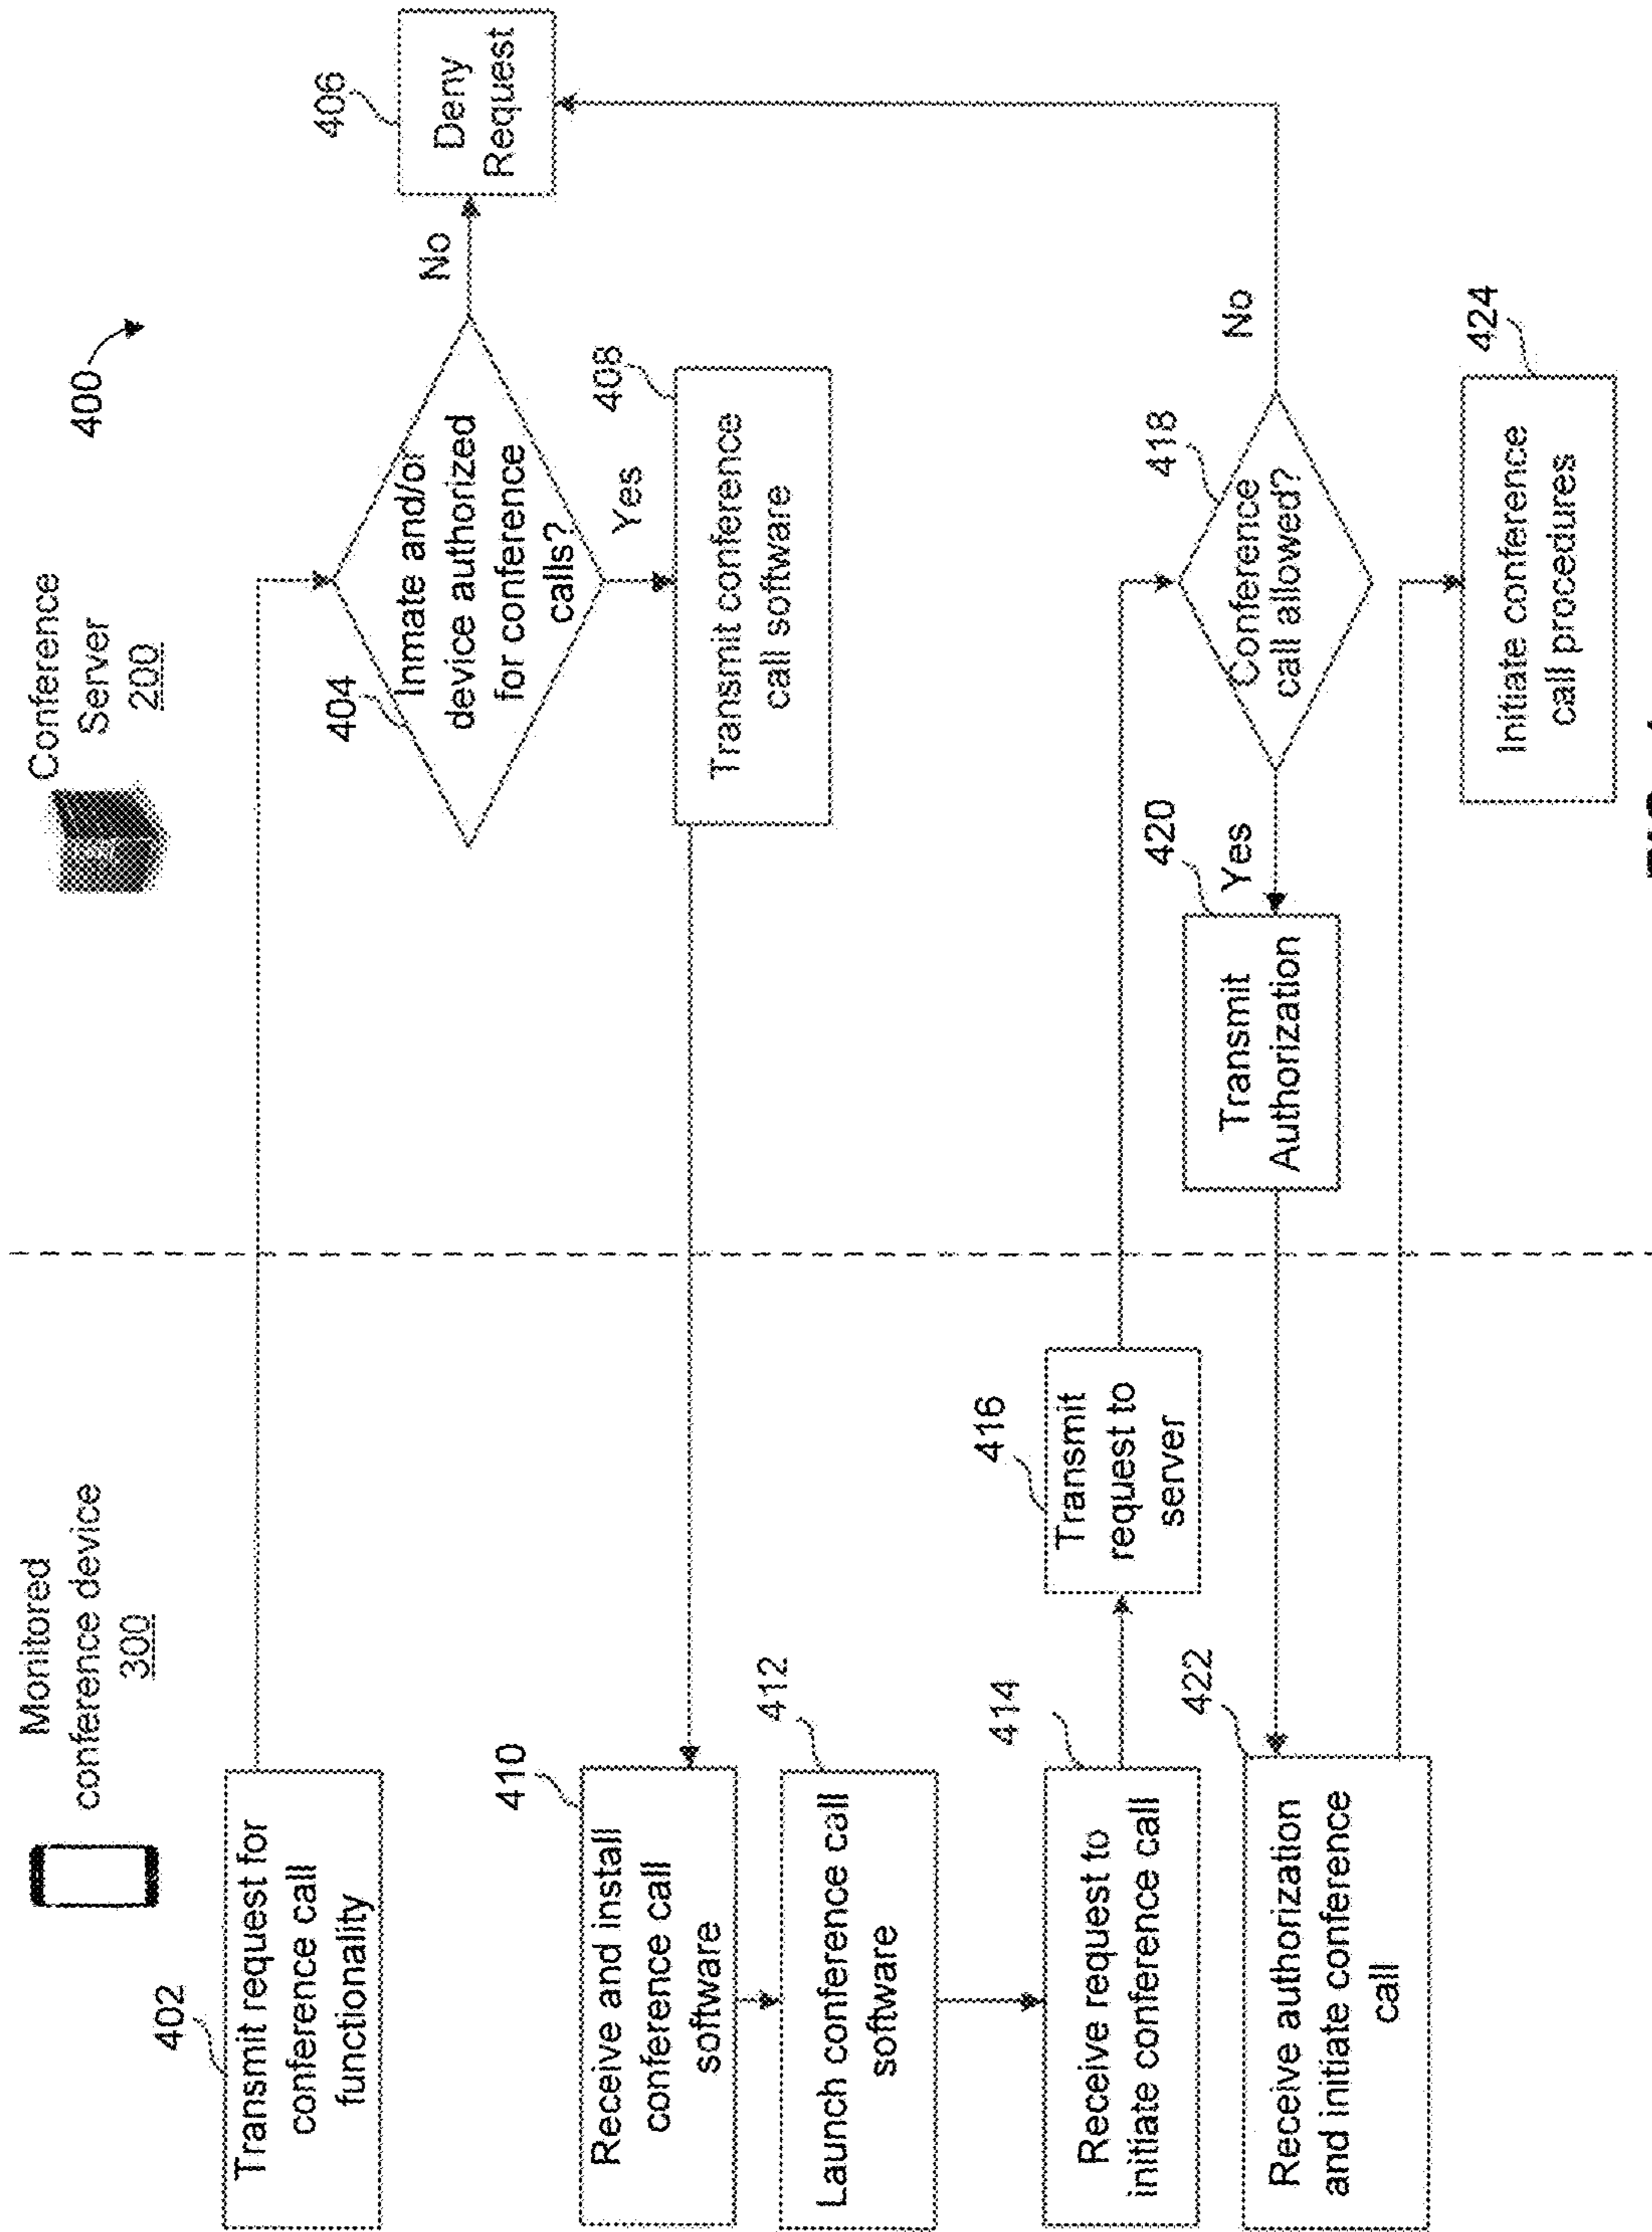 Monitored
conference device
300
Conference
Server
200
400
402
Transmit request for
conference call
functionality
404
Inmate and/or
device authorized
for conference
calls?
No
406
Deny
Request
Yes
408
Transmit conference
call software
410
Receive and install
conference call
software
412
Launch conference call
software
414
Receive request to
initiate conference call
416
Transmit
request to
server
418
Conference
call allowed?
No
Yes
420
Transmit
Authorization
422
Receive authorization
and initiate conference
call
424
Initiate conference
call procedures